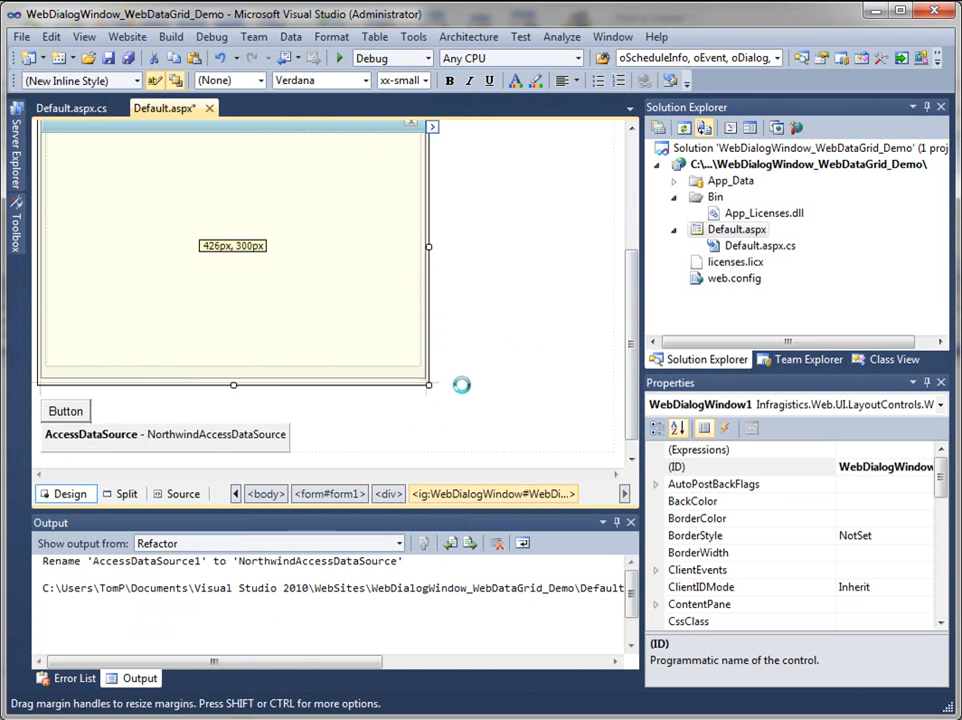 WebDialogWindow_WebDataGrid_Demo - Microsoft Visual Studio (Administrator)
File Edit View Website Build Debug Team Data Format Table Tools Architecture Test Analyze Window Help
Debug Any CPU oScheduleInfo, oEvent, oDialog,
(New Inline Style) (None) Verdana xx-small B I U
Default.aspx.cs Default.aspx*
Server Explorer
Toolbox
426px, 300px
Button
AccessDataSource - NorthwindAccessDataSource
Design Split Source <body> <form#form1> <div> <ig:WebDialogWindow#WebDi...>
Output
Show output from: Refactor
Rename 'AccessDataSource1' to 'NorthwindAccessDataSource'
C:\Users\TomP\Documents\Visual Studio 2010\WebSites\WebDialogWindow_WebDataGrid_Demo\Default
Error List Output
Solution Explorer
Solution 'WebDialogWindow_WebDataGrid_Demo' (1 proj
C:\...\WebDialogWindow_WebDataGrid_Demo\
App_Data
Bin
App_Licenses.dll
Default.aspx
Default.aspx.cs
licenses.licx
web.config
Solution Explorer Team Explorer Class View
Properties
WebDialogWindow1 Infragistics.Web.UI.LayoutControls.W
(Expressions)
(ID) WebDialogWindow
AutoPostBackFlags
BackColor
BorderColor
BorderStyle NotSet
BorderWidth
ClientEvents
ClientIDMode Inherit
ContentPane
CssClass
(ID)
Programmatic name of the control.
Drag margin handles to resize margins. Press SHIFT or CTRL for more options.